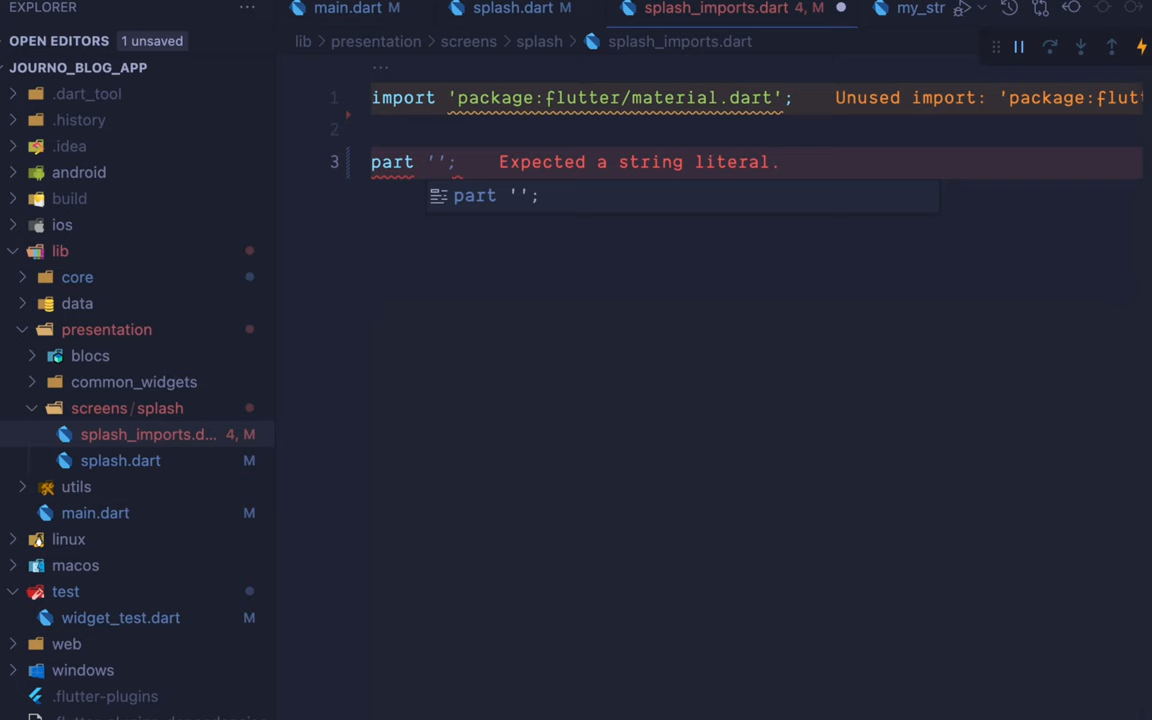 EXPLORER ...
main.dart M
splash.dart M
splash_imports.dart 4, M
my_str
OPEN EDITORS 1 unsaved
lib > presentation > screens > splash > splash_imports.dart
JOURNO_BLOG_APP
...
.dart_tool
1 import 'package:flutter/material.dart'; Unused import: 'package:flut
.history
2
.idea
3 part ''; Expected a string literal.
android
part '';
build
ios
lib
core
data
presentation
blocs
common_widgets
screens/splash
splash_imports.d... 4, M
splash.dart M
utils
main.dart M
linux
macos
test
widget_test.dart M
web
windows
.flutter-plugins